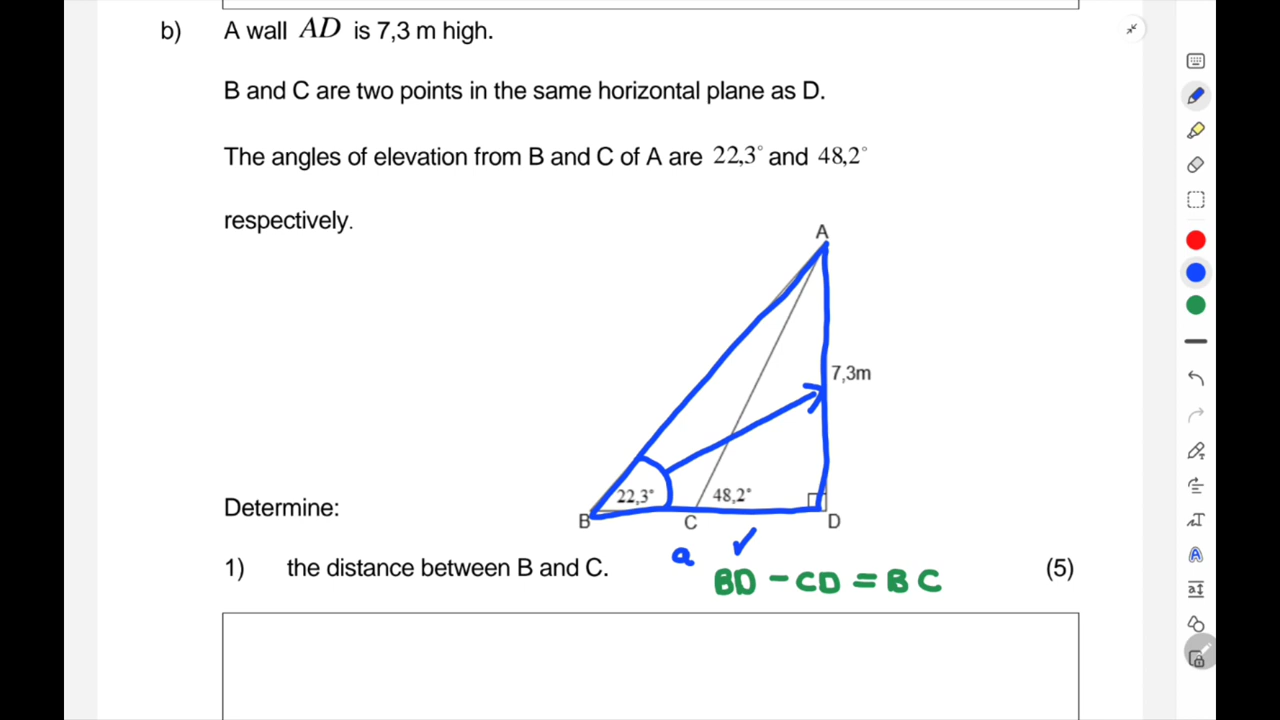 b) A wall AD is 7,3 m high.
B and C are two points in the same horizontal plane as D.
The angles of elevation from B and C of A are 22,3° and 48,2°
respectively.
A
7,3m
22,3° 48,2°
Determine:
B C D
a ✓
1) the distance between B and C. (5)
BD - CD = BC